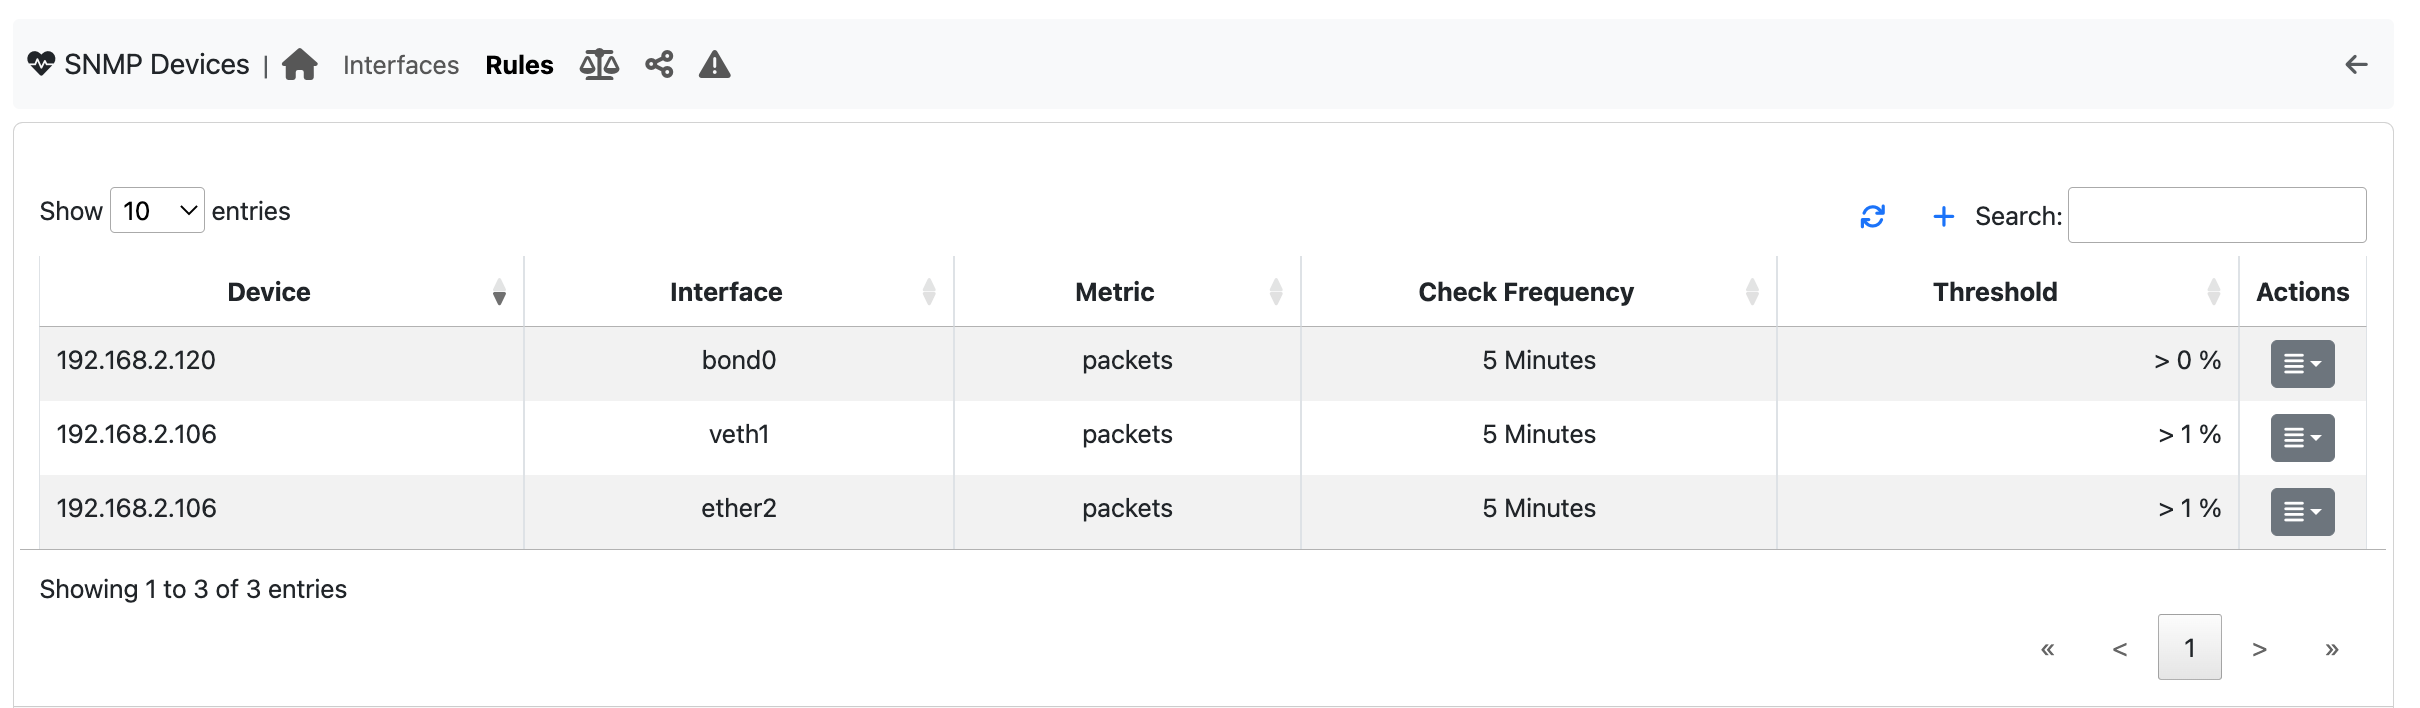 SNMP Devices | Interfaces Rules
Show 10 entries Search:
Device Interface Metric Check Frequency Threshold Actions
192.168.2.120 bond0 packets 5 Minutes > 0 %
192.168.2.106 veth1 packets 5 Minutes > 1 %
192.168.2.106 ether2 packets 5 Minutes > 1 %
Showing 1 to 3 of 3 entries
« < 1 > »